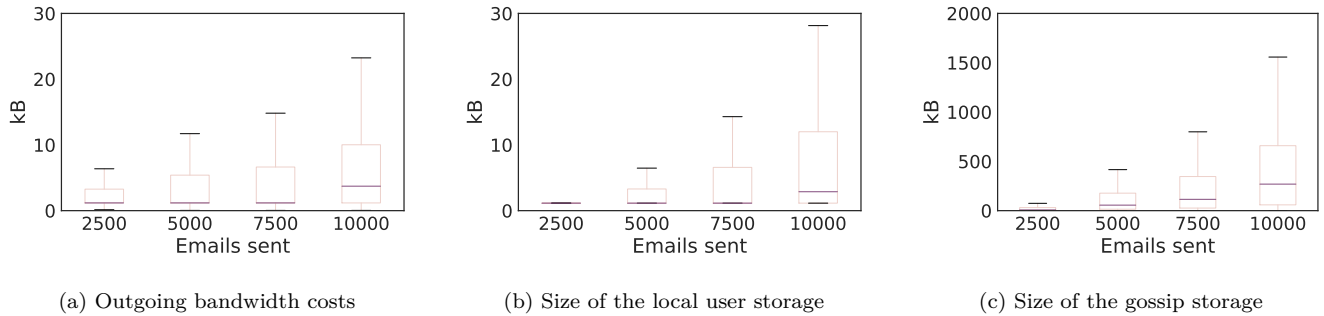 30
20
10
0
kB
2500 5000 7500 10000
Emails sent
(a) Outgoing bandwidth costs
30
20
10
0
kB
2500 5000 7500 10000
Emails sent
(b) Size of the local user storage
2000
1500
1000
500
0
kB
2500 5000 7500 10000
Emails sent
(c) Size of the gossip storage